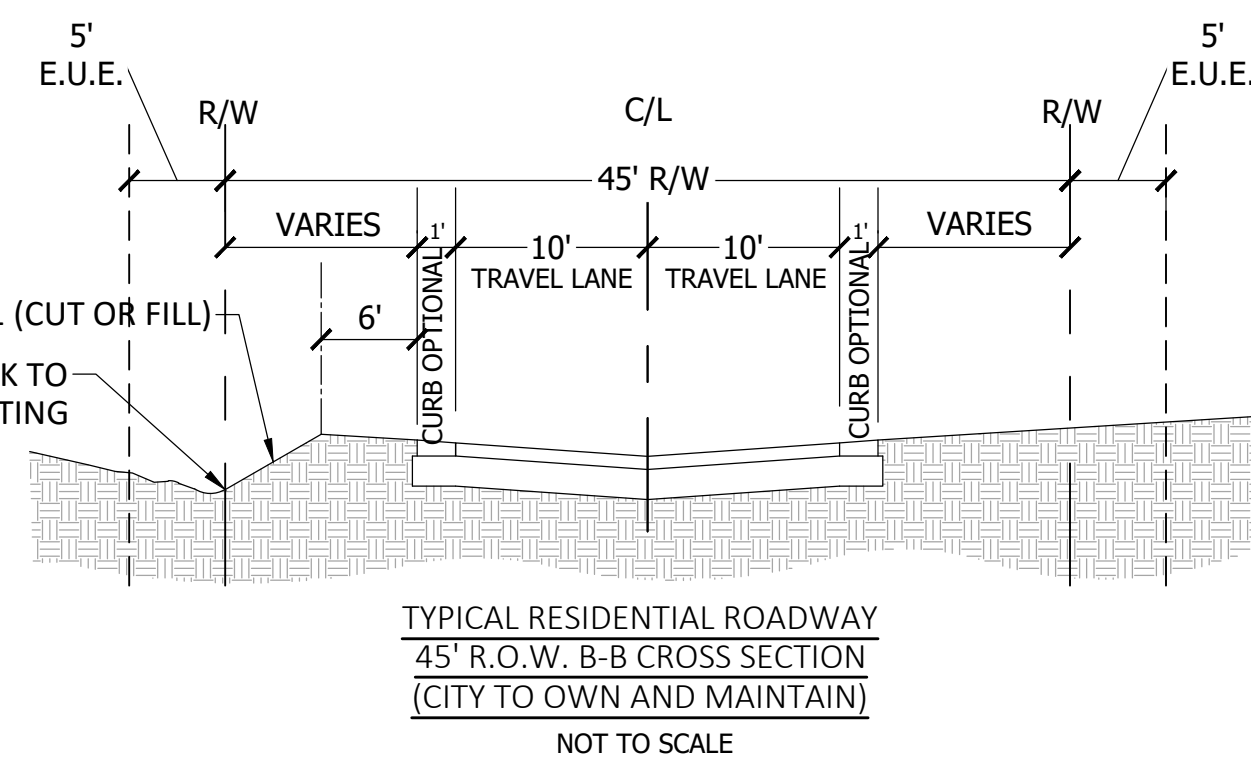 5'
E.U.E.
5'
E.U.E.
R/W
C/L
R/W
45' R/W
VARIES
1'
10'
TRAVEL LANE
10'
TRAVEL LANE
1'
VARIES
CURB OPTIONAL
CURB OPTIONAL
(CUT OR FILL)
6'
TO
TYPICAL RESIDENTIAL ROADWAY
45' R.O.W. B-B CROSS SECTION
(CITY TO OWN AND MAINTAIN)
NOT TO SCALE